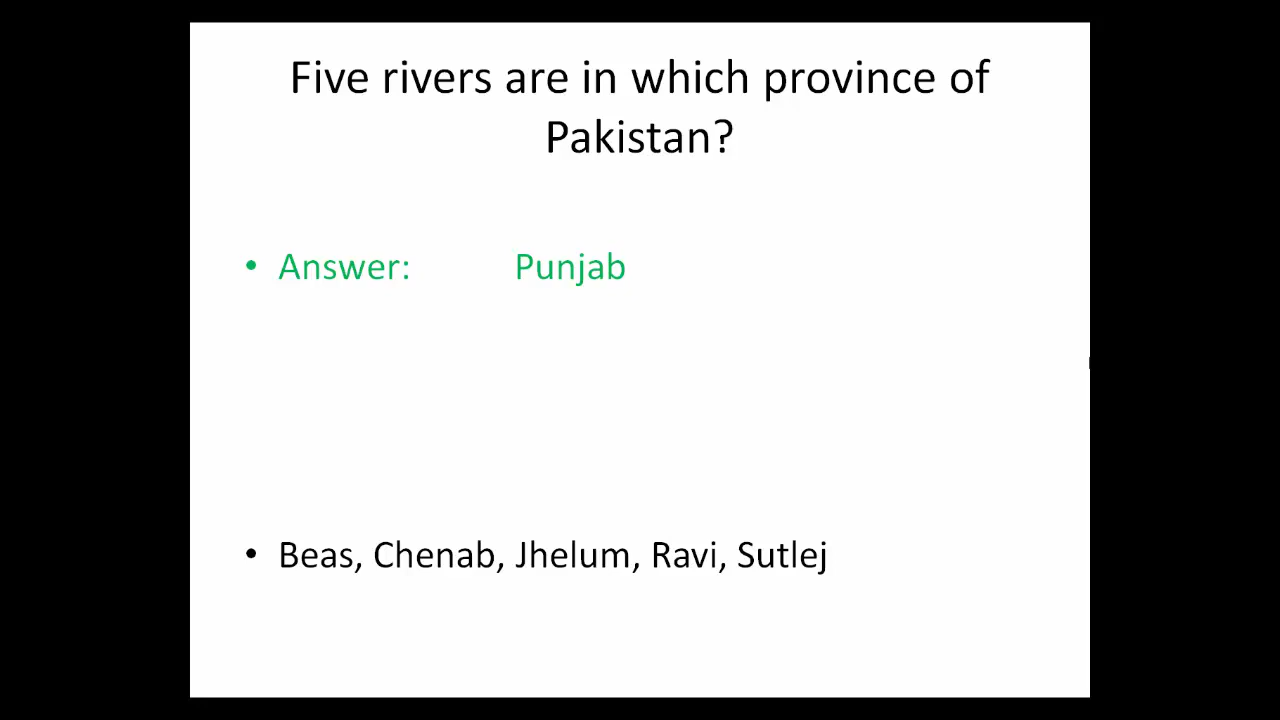 Five rivers are in which province of
Pakistan?
• Answer: Punjab
• Beas, Chenab, Jhelum, Ravi, Sutlej